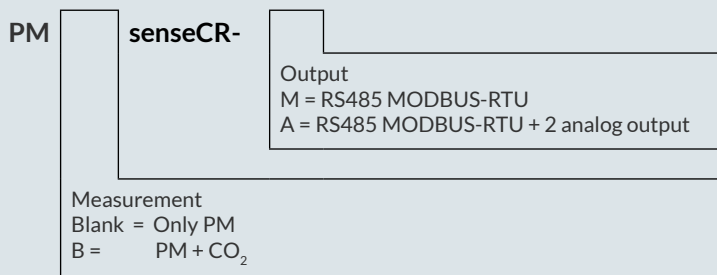 PM senseCR-
Output
M = RS485 MODBUS-RTU
A = RS485 MODBUS-RTU + 2 analog output
Measurement
Blank = Only PM
B = PM + CO₂